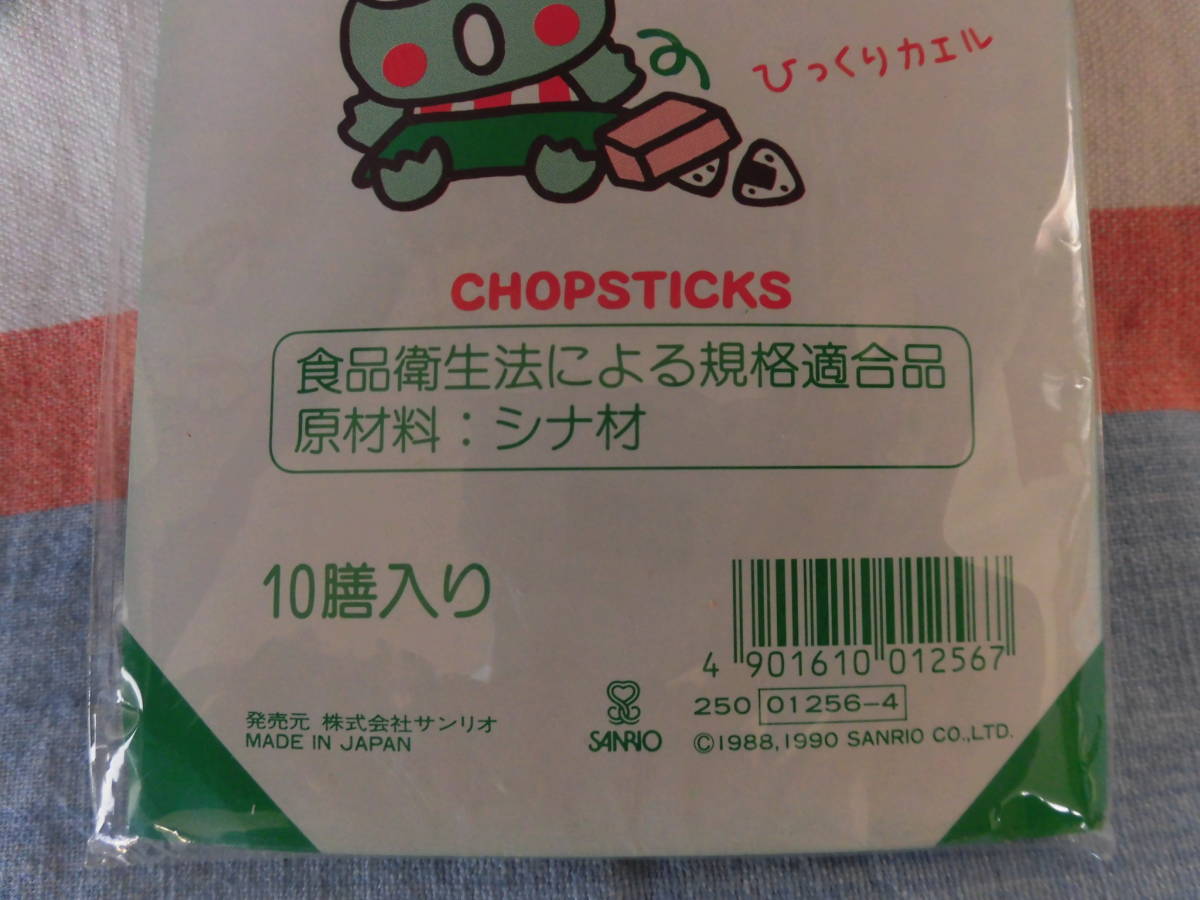 びっくりカエル
CHOPSTICKS
食品衛生法による規格適合品
原材料：シナ材
10膳入り
4 901610 012567
250 01256-4
発売元 株式会社サンリオ
MADE IN JAPAN
SANRIO
©1988,1990 SANRIO CO.,LTD.